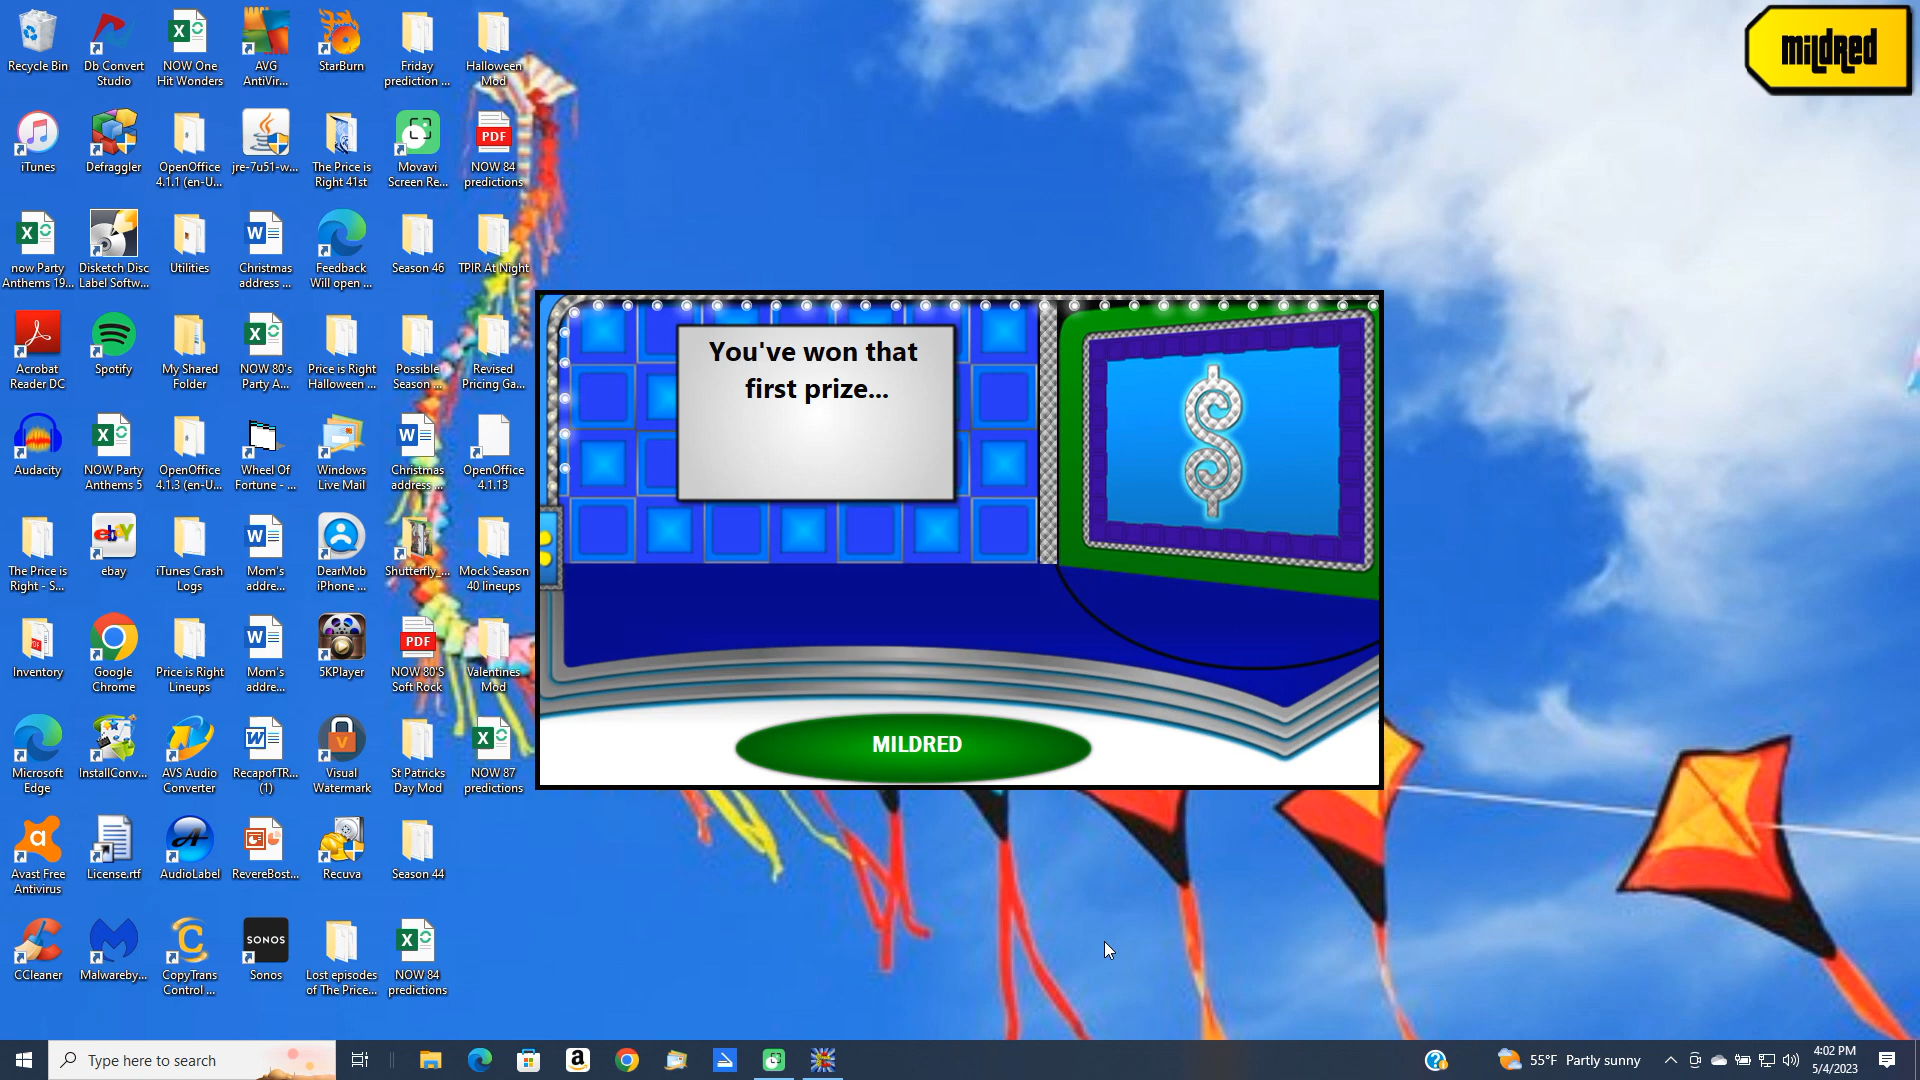 Recycle Bin
Db Convert
Studio
NOW One
Hit Wonders
AVG
AntiVir...
StarBurn
Friday
prediction ...
Halloween
Mod
iTunes
Defraggler
OpenOffice
4.1.1 (en-U...
jre-7u51-w...
The Price is
Right 41st
Movavi
Screen Re...
PDF
NOW 84
predictions
now Party
Anthems 19...
Disketch Disc
Label Softw...
Utilities
Christmas
address ...
Feedback
Will open ...
Season 46
TPIR At Night
Acrobat
Reader DC
Spotify
My Shared
Folder
NOW 80's
Party A...
Price is Right
Halloween ...
Possible
Season ...
Revised
Pricing Ga...
Audacity
NOW Party
Anthems 5
OpenOffice
4.1.3 (en-U...
Wheel Of
Fortune - ...
Windows
Live Mail
Christmas
address ...
OpenOffice
4.1.13
The Price is
Right - S...
ebay
ebay
iTunes Crash
Logs
Mom's
addre...
DearMob
iPhone ...
Shutterfly_...
Mock Season
40 lineups
Inventory
Google
Chrome
Price is Right
Lineups
Mom's
addre...
5KPlayer
PDF
NOW 80'S
Soft Rock
Valentines
Mod
Microsoft
Edge
InstallConv...
AVS Audio
Converter
RecapofTR...
(1)
Visual
Watermark
St Patricks
Day Mod
NOW 87
predictions
Avast Free
Antivirus
License.rtf
AudioLabel
RevereBost...
Recuva
Season 44
CCleaner
Malwareby...
CopyTrans
Control ...
SONOS
Sonos
Lost episodes
of The Price...
NOW 84
predictions
mildred
You've won that
first prize...
MILDRED
Type here to search
55°F Partly sunny
4:02 PM
5/4/2023